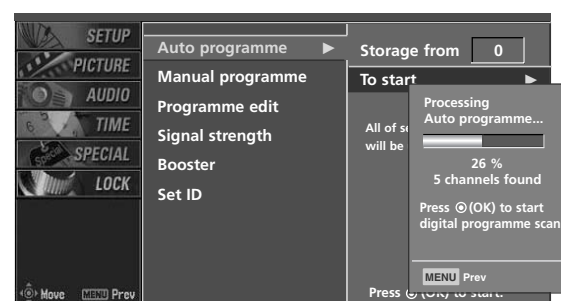 SETUP
PICTURE
AUDIO
TIME
SPECIAL
LOCK
Move MENU Prev
Auto programme
Manual programme
Programme edit
Signal strength
Booster
Set ID
Storage from 0
To start
All of se
will be
Press (OK) to start.
Processing
Auto programme...
26 %
5 channels found
Press (OK) to start
digital programme scan
MENU Prev